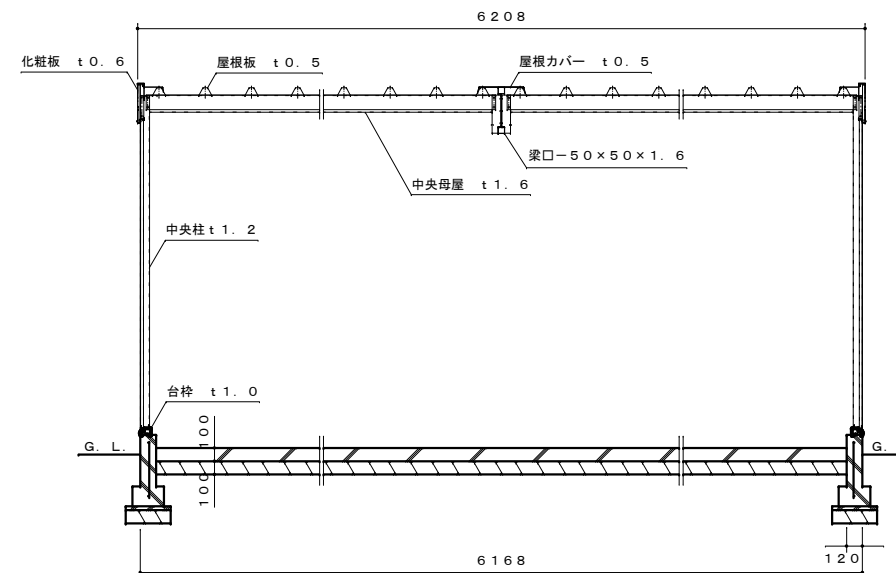 6208
化粧板 t0.6
屋根板 t0.5
屋根カバー t0.5
梁口-50×50×1.6
中央母屋 t1.6
中央柱t1.2
台枠 t1.0
100
G.L.
G.
100
6168
120